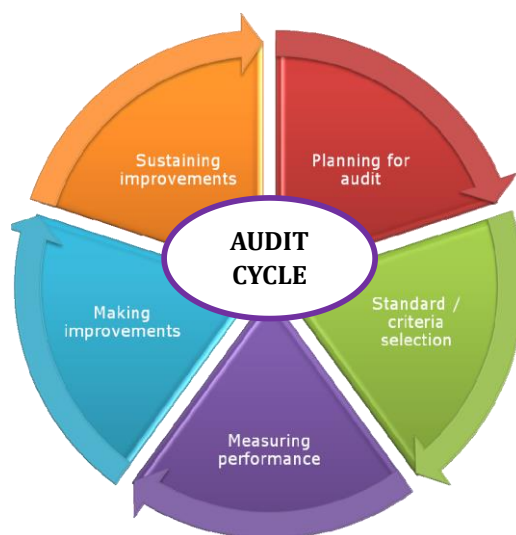 Sustaining
improvements
Planning for
audit
AUDIT
CYCLE
Making
improvements
Standard /
criteria
selection
Measuring
performance